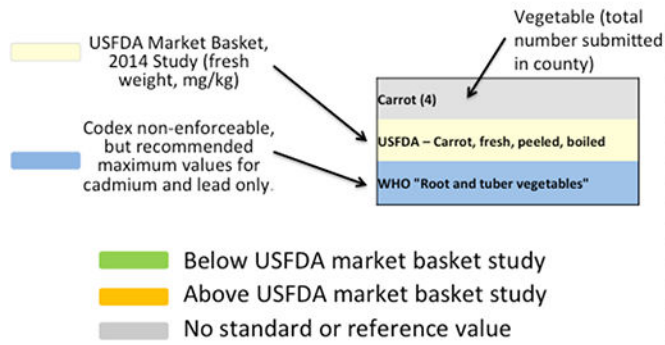 USFDA Market Basket,
2014 Study (fresh
weight, mg/kg)
Codex non-enforceable,
but recommended
maximum values for
cadmium and lead only.
Vegetable (total
number submitted
in county)
Carrot (4)
USFDA – Carrot, fresh, peeled, boiled
WHO "Root and tuber vegetables"
Below USFDA market basket study
Above USFDA market basket study
No standard or reference value